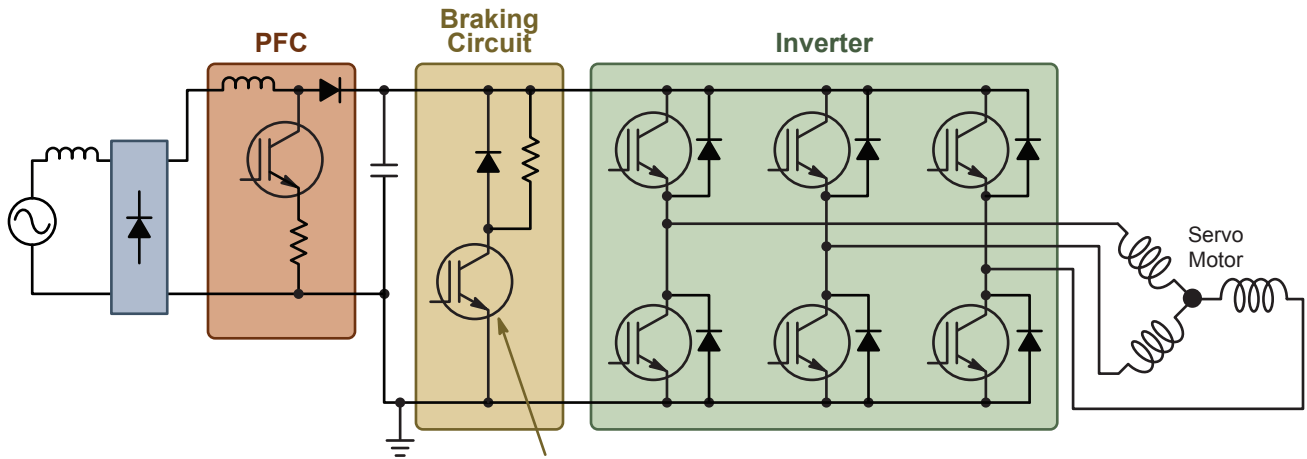 PFC
Braking
Circuit
Inverter
Servo
Motor